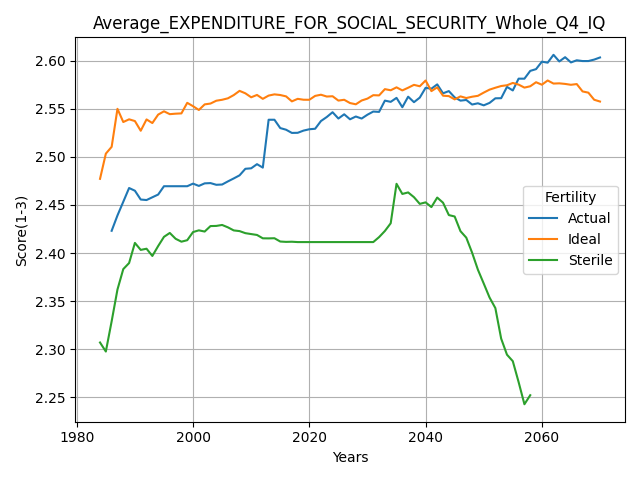 Average_EXPENDITURE_FOR_SOCIAL_SECURITY_Whole_Q4_IQ
Score(1-3)
2.60
2.55
2.50
2.45
2.40
2.35
2.30
2.25
Fertility
Actual
Ideal
Sterile
1980
2000
2020
2040
2060
Years